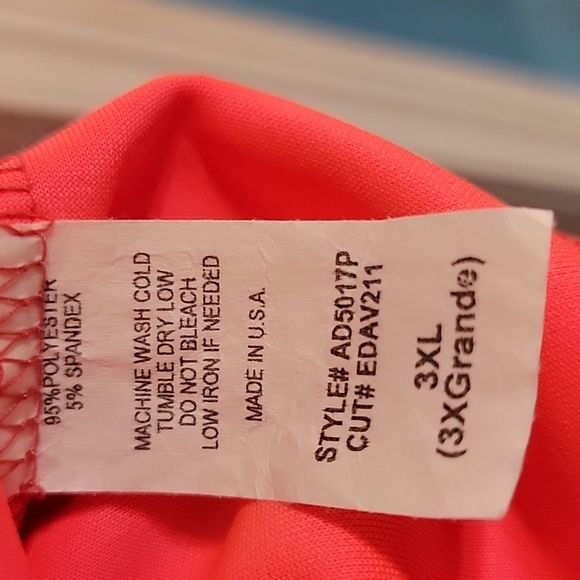 95%POLYESTER
5% SPANDEX
MACHINE WASH COLD
TUMBLE DRY LOW
DO NOT BLEACH
LOW IRON IF NEEDED
MADE IN U.S.A.
STYLE# AD5017P
CUT# EDAV211
3XL
(3XGrande)